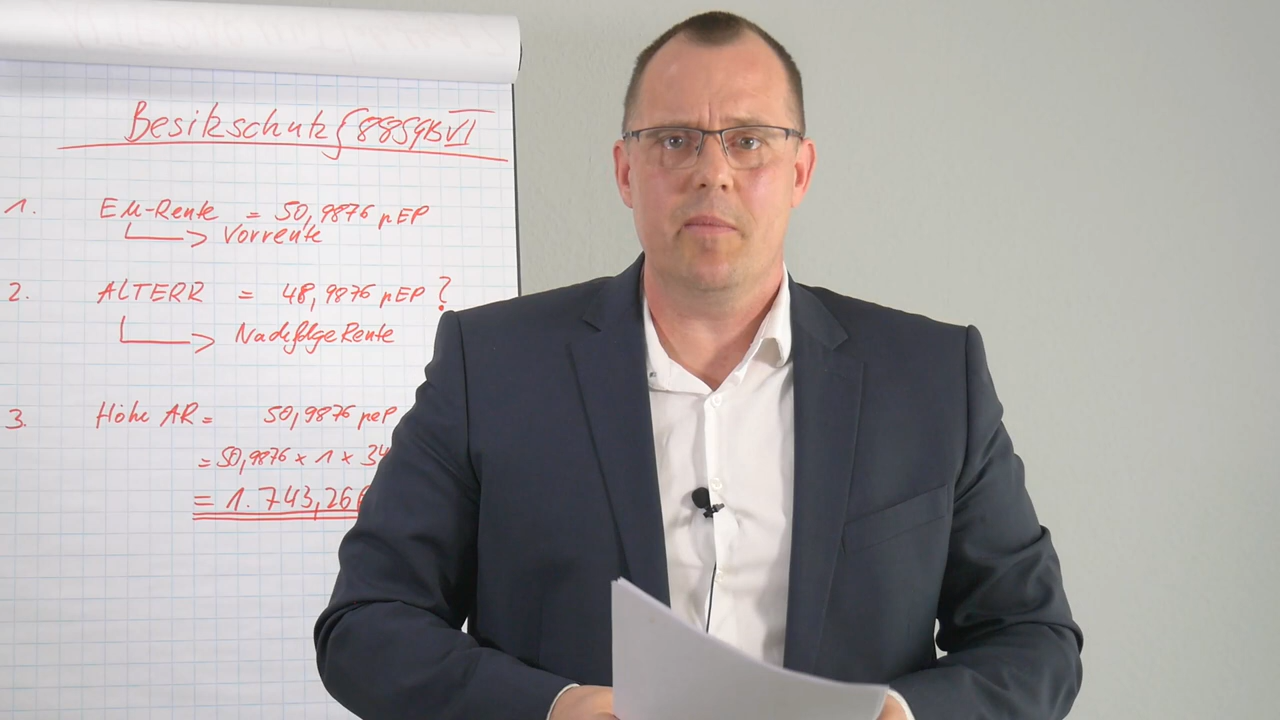 Besitzschutz § 88 SGB VI
1. EM-Rente = 50,9876 pEP
Vorrente
2. ALTERR = 48,9876 pEP ?
Nachfolge Rente
3. Höhe AR = 50,9876 peP
= 50,9876 x 1 x 34
= 1.743,266